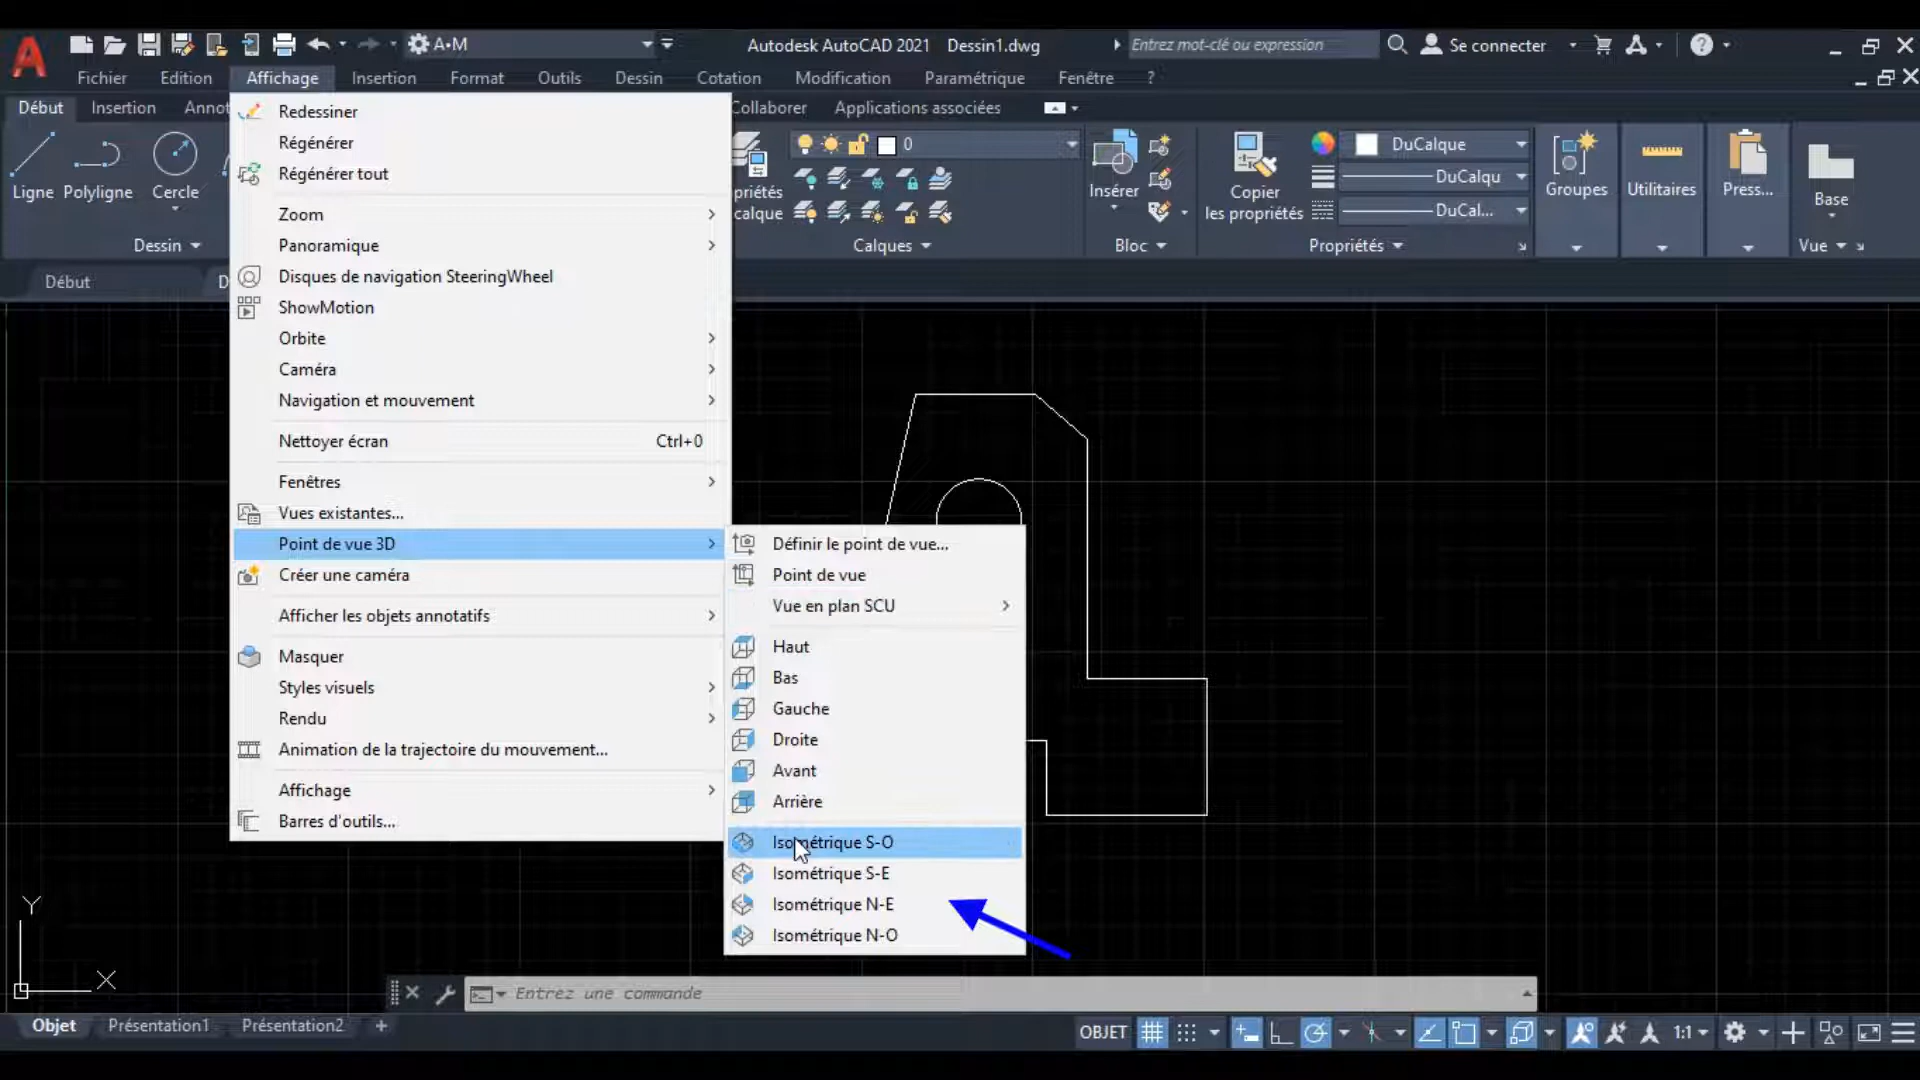 A•M
Autodesk AutoCAD 2021 Dessin1.dwg
Entrez mot-clé ou expression
Se connecter
Fichier Edition Affichage Insertion Format Outils Dessin Cotation Modification Paramétrique Fenêtre ?
Début Insertion Annot Collaborer Applications associées
Redessiner
Régénérer
Régénérer tout
Zoom
Panoramique
Disques de navigation SteeringWheel
ShowMotion
Orbite
Caméra
Navigation et mouvement
Nettoyer écran Ctrl+0
Fenêtres
Vues existantes...
Point de vue 3D
Créer une caméra
Afficher les objets annotatifs
Masquer
Styles visuels
Rendu
Animation de la trajectoire du mouvement...
Affichage
Barres d'outils...
Définir le point de vue...
Point de vue
Vue en plan SCU
Haut
Bas
Gauche
Droite
Avant
Arrière
Isométrique S-O
Isométrique S-E
Isométrique N-E
Isométrique N-O
Ligne Polyligne Cercle
Dessin
priétés
calque
0
Calques
Insérer
Bloc
Copier
les propriétés
DuCalque
DuCalqu
DuCal...
Propriétés
Groupes
Utilitaires
Press...
Base
Vue
Début
D
Y
X
Entrez une commande
Objet Présentation1 Présentation2 +
OBJET
1:1